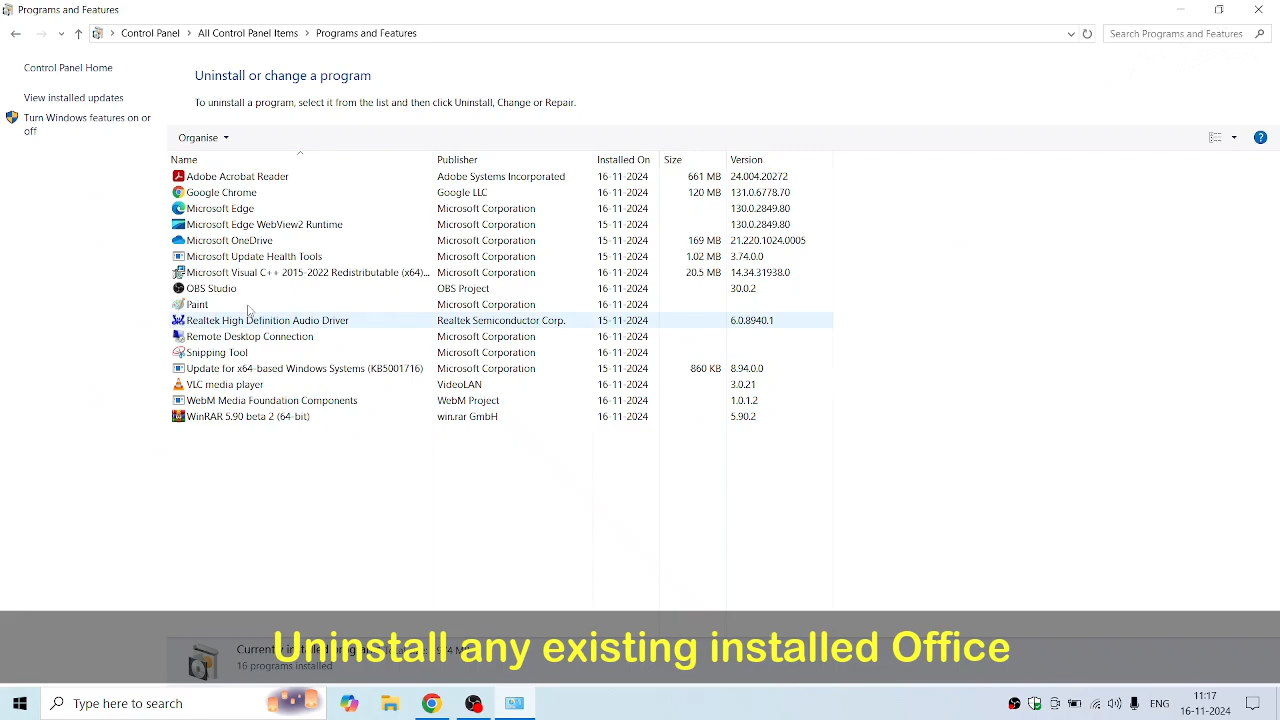 Programs and Features
Control Panel > All Control Panel Items > Programs and Features
Search Programs and Features
Control Panel Home
View installed updates
Turn Windows features on or
off
Uninstall or change a program
To uninstall a program, select it from the list and then click Uninstall, Change or Repair.
Organise
Name Publisher Installed On Size Version
Adobe Acrobat Reader Adobe Systems Incorporated 16-11-2024 661 MB 24.004.20272
Google Chrome Google LLC 16-11-2024 120 MB 131.0.6778.70
Microsoft Edge Microsoft Corporation 16-11-2024 130.0.2849.80
Microsoft Edge WebView2 Runtime Microsoft Corporation 15-11-2024 130.0.2849.80
Microsoft OneDrive Microsoft Corporation 15-11-2024 169 MB 21.220.1024.0005
Microsoft Update Health Tools Microsoft Corporation 15-11-2024 1.02 MB 3.74.0.0
Microsoft Visual C++ 2015-2022 Redistributable (x64)... Microsoft Corporation 16-11-2024 20.5 MB 14.34.31938.0
OBS Studio OBS Project 16-11-2024 30.0.2
Paint Microsoft Corporation 16-11-2024
Realtek High Definition Audio Driver Realtek Semiconductor Corp. 15-11-2024 6.0.8940.1
Remote Desktop Connection Microsoft Corporation 16-11-2024
Snipping Tool Microsoft Corporation 16-11-2024
Update for x64-based Windows Systems (KB5001716) Microsoft Corporation 16-11-2024 860 KB 8.94.0.0
VLC media player VideoLAN 16-11-2024 3.0.21
WebM Media Foundation Components WebM Project 16-11-2024 1.0.1.2
WinRAR 5.90 beta 2 (64-bit) win.rar GmbH 16-11-2024 5.90.2
Uninstall any existing installed Office
Currently installed
16 programs installed
Type here to search
ENG
11:17
16-11-2024